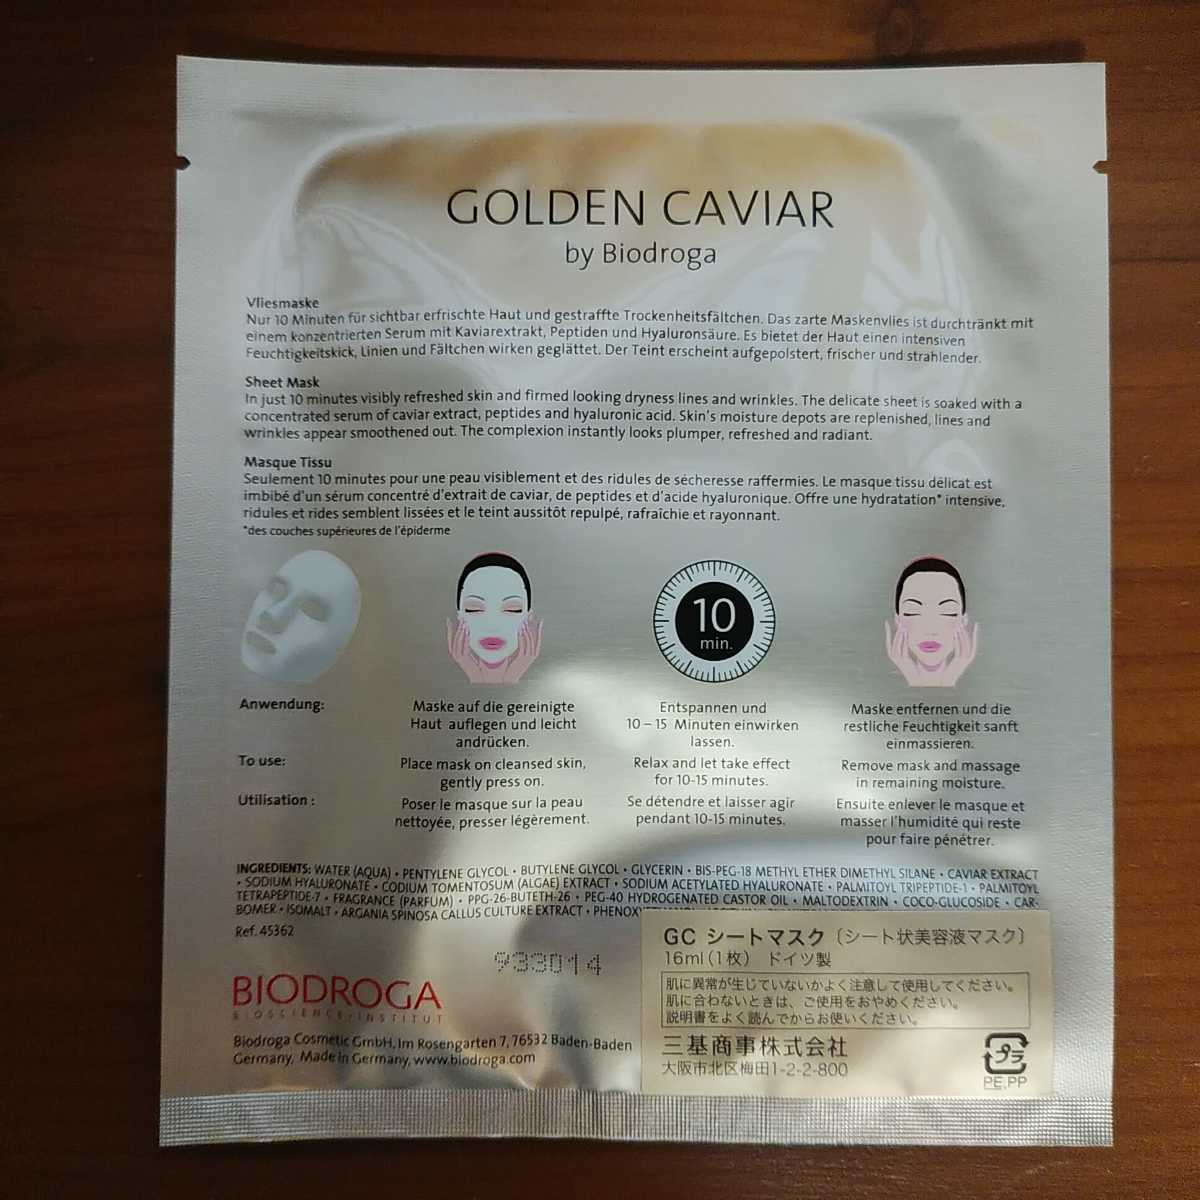 GOLDEN CAVIAR
by Biodroga
Vliesmaske
Nur 10 Minuten für sichtbar erfrischte Haut und gestraffte Trockenheitsfältchen. Das zarte Maskenvlies ist durchtränkt mit
einem konzentrierten Serum mit Kaviarextrakt, Peptiden und Hyaluronsäure. Es bietet der Haut einen intensiven
Feuchtigkeitskick, Linien und Fältchen wirken geglättet. Der Teint erscheint aufgepolstert, frischer und strahlender.
Sheet Mask
In just 10 minutes visibly refreshed skin and firmed looking dryness lines and wrinkles. The delicate sheet is soaked with a
concentrated serum of caviar extract, peptides and hyaluronic acid. Skin's moisture depots are replenished, lines and
wrinkles appear smoothened out. The complexion instantly looks plumper, refreshed and radiant.
Masque Tissu
Seulement 10 minutes pour une peau visiblement et des ridules de sécheresse raffermies. Le masque tissu délicat est
imbibé d'un sérum concentré d'extrait de caviar, de peptides et d'acide hyaluronique. Offre une hydratation* intensive,
ridules et rides semblent lissées et le teint aussitôt repulpé, rafraîchie et rayonnant.
*des couches supérieures de l'épiderme
10
min.
Anwendung:
Maske auf die gereinigte
Haut auflegen und leicht
andrücken.
Entspannen und
10 – 15 Minuten einwirken
lassen.
Maske entfernen und die
restliche Feuchtigkeit sanft
einmassieren.
To use:
Place mask on cleansed skin,
gently press on.
Relax and let take effect
for 10-15 minutes.
Remove mask and massage
in remaining moisture.
Utilisation :
Poser le masque sur la peau
nettoyée, presser légèrement.
Se détendre et laisser agir
pendant 10-15 minutes.
Ensuite enlever le masque et
masser l'humidité qui reste
pour faire pénétrer.
INGREDIENTS: WATER (AQUA) • PENTYLENE GLYCOL • BUTYLENE GLYCOL • GLYCERIN • BIS-PEG-18 METHYL ETHER DIMETHYL SILANE • CAVIAR EXTRACT
• SODIUM HYALURONATE • CODIUM TOMENTOSUM (ALGAE) EXTRACT • SODIUM ACETYLATED HYALURONATE • PALMITOYL TRIPEPTIDE-1 • PALMITOYL
TETRAPEPTIDE-7 • FRAGRANCE (PARFUM) • PPG-26-BUTETH-26 • PEG-40 HYDROGENATED CASTOR OIL • MALTODEXTRIN • COCO-GLUCOSIDE • CAR-
BOMER • ISOMALT • ARGANIA SPINOSA CALLUS CULTURE EXTRACT •
Ref. 45362
933014
BIODROGA
BIOSCIENCE INSTITUT
Biodroga Cosmetic GmbH, Im Rosengarten 7, 76532 Baden-Baden
Germany, Made in Germany, www.biodroga.com
GC シートマスク〔シート状美容液マスク〕
16ml(1枚) ドイツ製
肌に異常が生じていないかよく注意して使用してください。
肌に合わないときは、ご使用をおやめください。
説明書をよく読んでからお使いください。
三基商事株式会社
大阪市北区梅田1-2-2-800
プラ
PE,PP